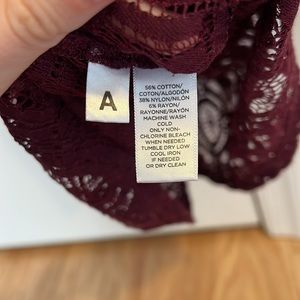 A
56% COTTON/
COTON/ALGODÓN
38% NYLON/NILÓN
6% RAYON/
RAYONNE/RAYÓN
MACHINE WASH
COLD
ONLY NON-
CHLORINE BLEACH
WHEN NEEDED
TUMBLE DRY LOW
COOL IRON
IF NEEDED
OR DRY CLEAN